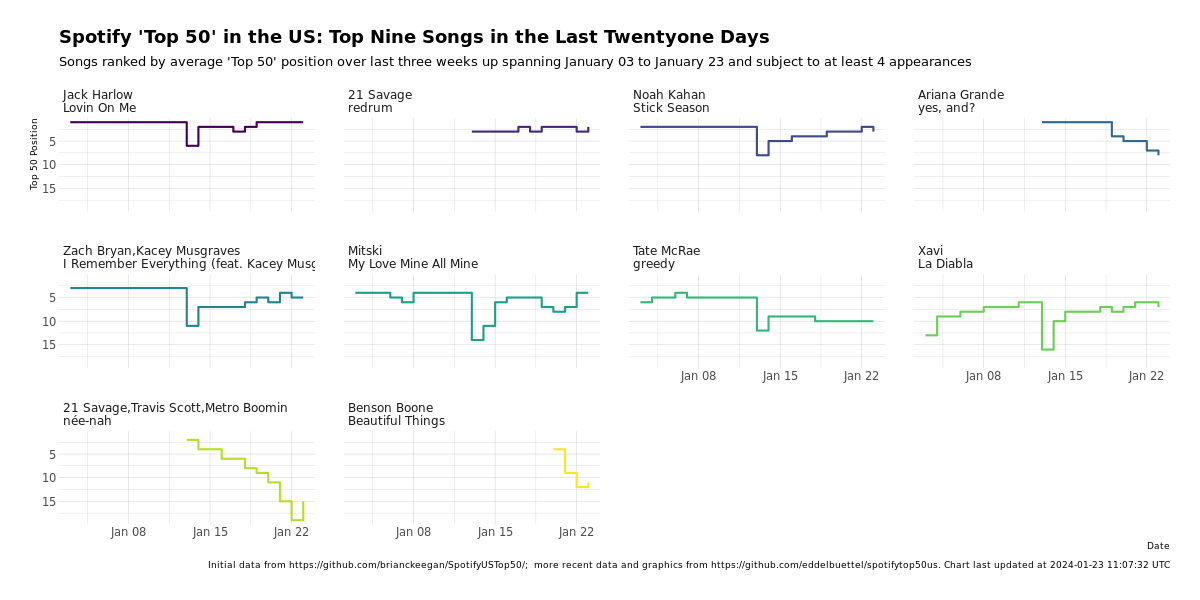 Spotify 'Top 50' in the US: Top Nine Songs in the Last Twentyone Days
Songs ranked by average 'Top 50' position over last three weeks up spanning January 03 to January 23 and subject to at least 4 appearances
Jack Harlow
Lovin On Me
21 Savage
redrum
Noah Kahan
Stick Season
Ariana Grande
yes, and?
Top 50 Position
5
10
15
Zach Bryan,Kacey Musgraves
I Remember Everything (feat. Kacey Musg
Mitski
My Love Mine All Mine
Tate McRae
greedy
Xavi
La Diabla
5
10
15
Jan 08 Jan 15 Jan 22
Jan 08 Jan 15 Jan 22
21 Savage,Travis Scott,Metro Boomin
née-nah
Benson Boone
Beautiful Things
5
10
15
Jan 08 Jan 15 Jan 22
Jan 08 Jan 15 Jan 22
Date
Initial data from https://github.com/brianckeegan/SpotifyUSTop50/;  more recent data and graphics from https://github.com/eddelbuettel/spotifytop50us. Chart last updated at 2024-01-23 11:07:32 UTC